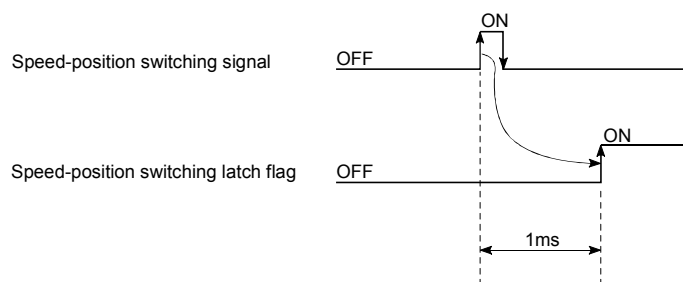 ON
Speed-position switching signal
OFF
ON
Speed-position switching latch flag
OFF
1ms